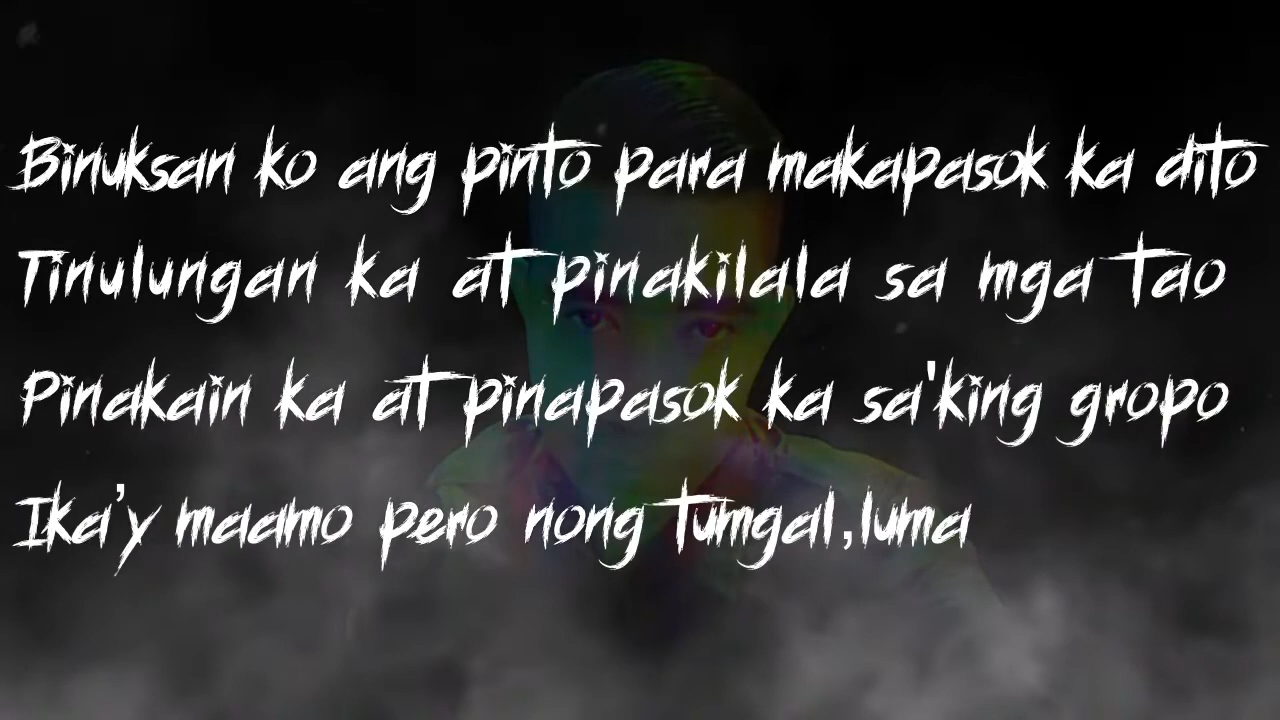 Binuksan ko ang pinto para makapasok ka dito
Tinulungan ka at pinakilala sa mga tao
Pinakain ka at pinapasok ka sa'king gropo
Ika'y maamo pero nong tumgal,luma